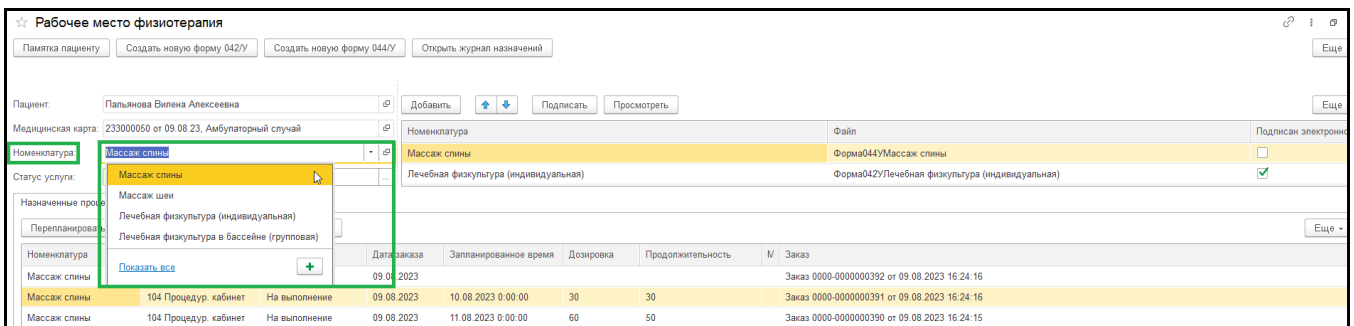 Рабочее место физиотерапия
Памятка пациенту Создать новую форму 042/У Создать новую форму 044/У Открыть журнал назначений Еще
Пациент: Папьянова Вилена Алексеевна Добавить Подписать Просмотреть Еще
Медицинская карта: 233000050 от 09.08.23, Амбулаторный случай Номенклатура Файл Подписан электронно
Номенклатура: Массаж спины Массаж спины Форма044УМассаж спины
Статус услуги: Массаж спины ... Лечебная физкультура (индивидуальная) Форма042УЛечебная физкультура (индивидуальная)
Массаж шеи
Назначенные проце
Лечебная физкультура (индивидуальная)
Перепланировать Лечебная физкультура в бассейне (групповая) Еще
Номенклатура Дата заказа Запланированное время Дозировка Продолжительность М Заказ
Показать все
Массаж спины 09.08.2023 Заказ 0000-0000000392 от 09.08.2023 16:24:16
Массаж спины 104 Процедур. кабинет На выполнение 09.08.2023 10.08.2023 0:00:00 30 30 Заказ 0000-0000000391 от 09.08.2023 16:24:16
Массаж спины 104 Процедур. кабинет На выполнение 09.08.2023 11.08.2023 0:00:00 60 50 Заказ 0000-0000000390 от 09.08.2023 16:24:15